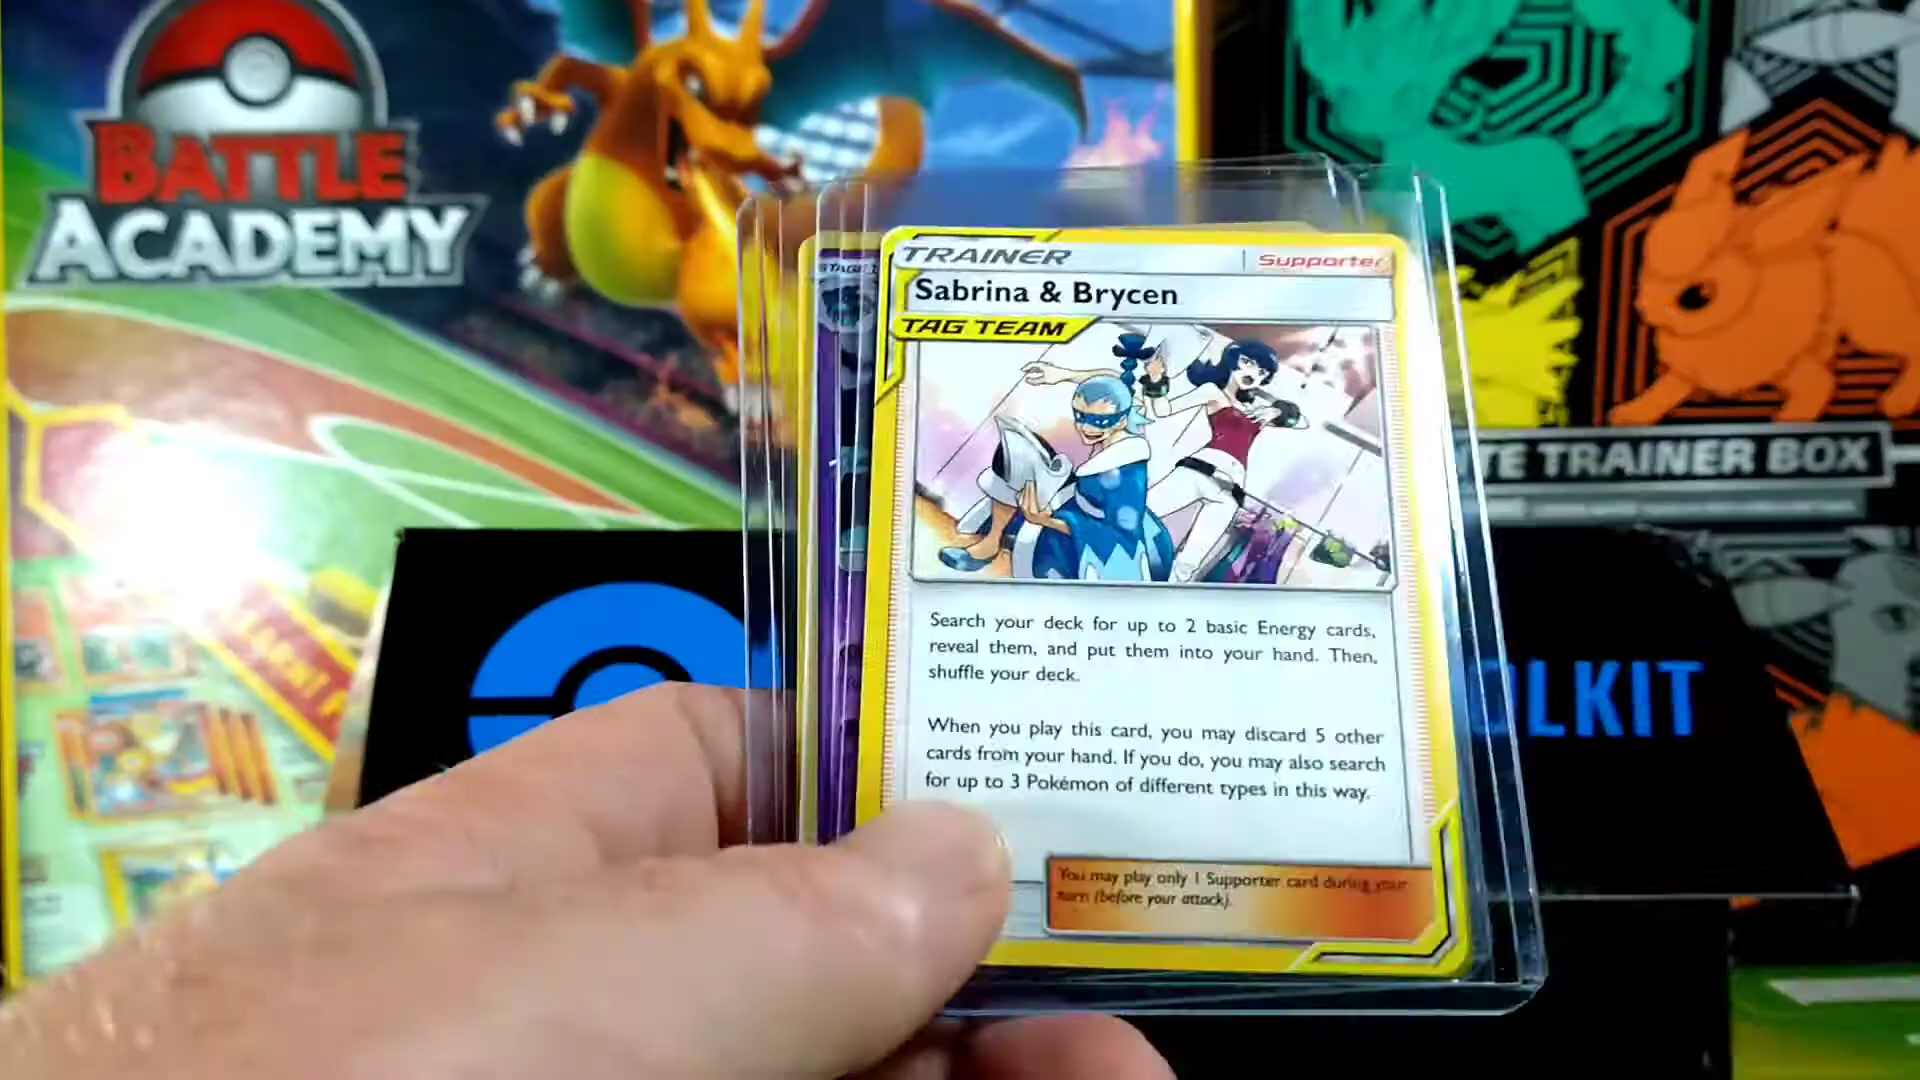 BATTLE
ACADEMY
STAGE 1
TRAINER
Supporter
Sabrina & Brycen
TAG TEAM
Search your deck for up to 2 basic Energy cards,
reveal them, and put them into your hand. Then,
shuffle your deck.
When you play this card, you may discard 5 other
cards from your hand. If you do, you may also search
for up to 3 Pokémon of different types in this way.
You may play only 1 Supporter card during your
turn (before your attack).
TRAINER BOX